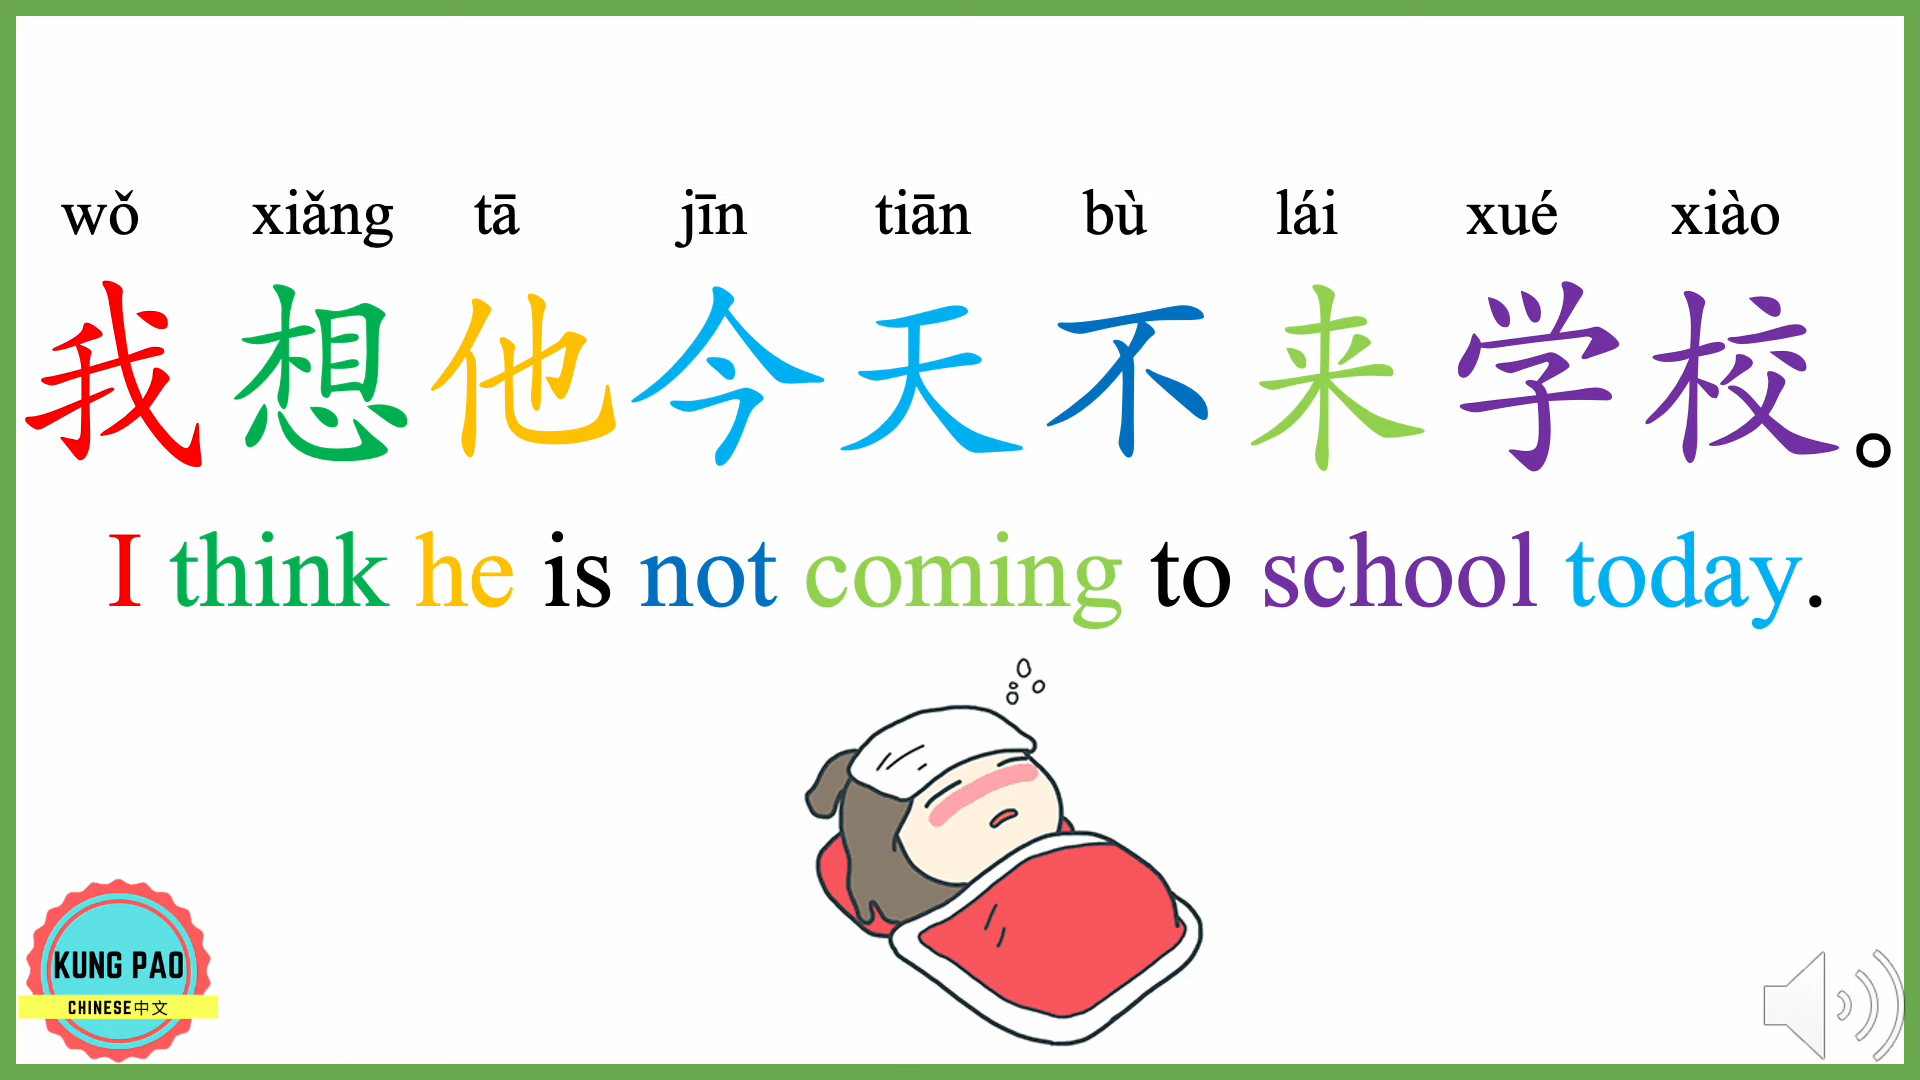 wǒ xiǎng tā jīn tiān bù lái xué xiào
我想他今天不来学校。
I think he is not coming to school today.
KUNG PAO
CHINESE中文